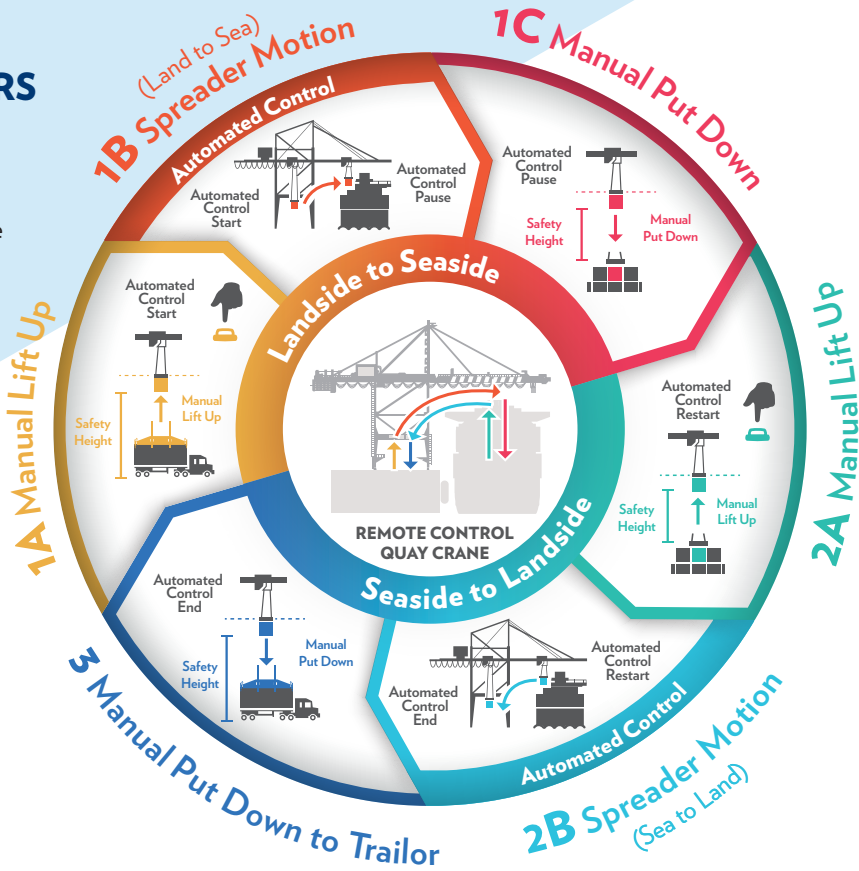 RS
e
1A Manual Lift Up
Automated
Control
Start
Safety
Height
Manual
Lift Up
1B Spreader Motion
(Land to Sea)
Automated Control
Automated
Control
Start
Automated
Control
Pause
1C Manual Put Down
Automated
Control
Pause
Safety
Height
Manual
Put Down
2A Manual Lift Up
Automated
Control
Restart
Safety
Height
Manual
Lift Up
2B Spreader Motion
(Sea to Land)
Automated Control
Automated
Control
Restart
Automated
Control
End
3 Manual Put Down to Trailor
Automated
Control
End
Safety
Height
Manual
Put Down
Landside to Seaside
Seaside to Landside
REMOTE CONTROL
QUAY CRANE